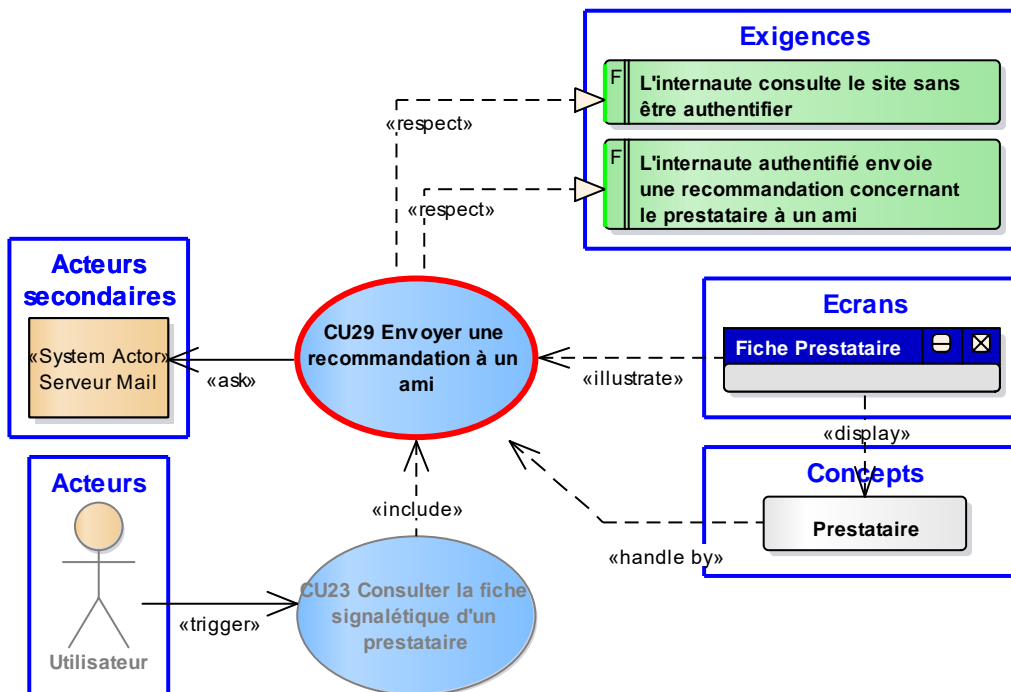 Exigences
F
L'internaute consulte le site sans
être authentifier
F
L'internaute authentifié envoie
une recommandation concernant
le prestataire à un ami
«respect»
«respect»
Acteurs
secondaires
«System Actor»
Serveur Mail
«ask»
CU29 Envoyer une
recommandation à un
ami
Ecrans
Fiche Prestataire
«illustrate»
«display»
Concepts
Prestataire
«handle by»
«include»
Acteurs
Utilisateur
«trigger»
CU23 Consulter la fiche
signalétique d'un
prestataire